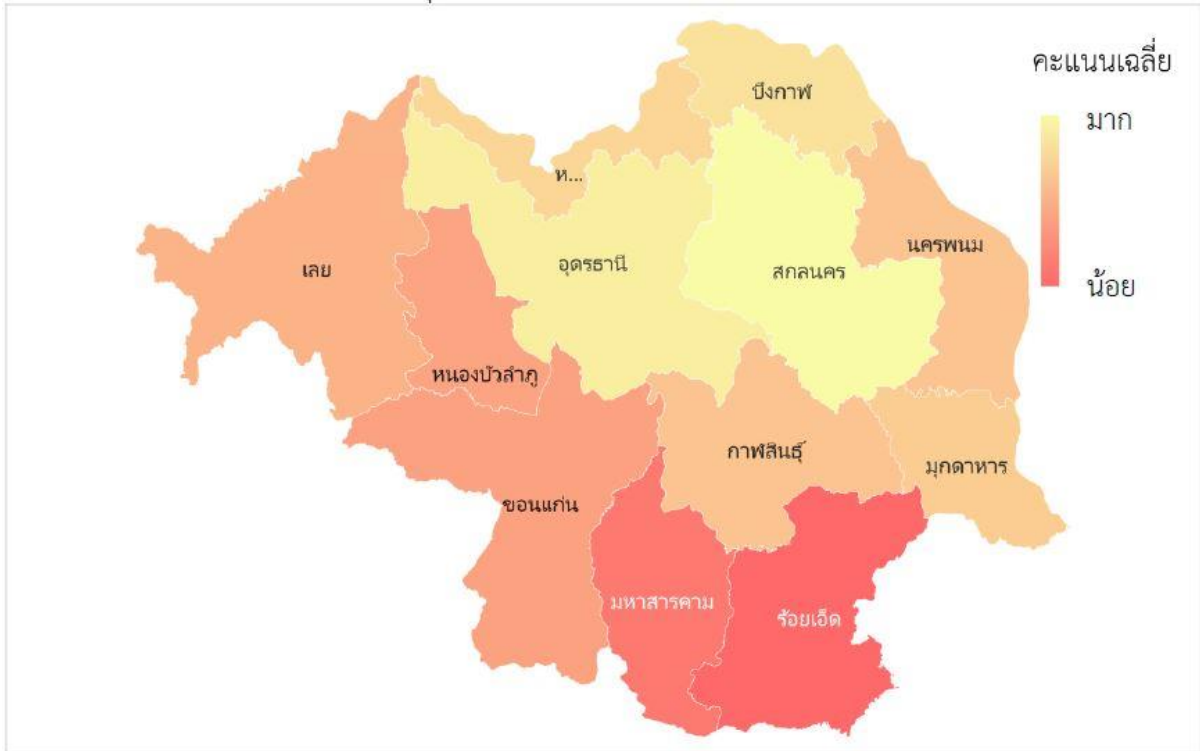 คะแนนเฉลี่ย
มาก
น้อย
บึงกาฬ
ห...
นครพนม
เลย
อุดรธานี
สกลนคร
หนองบัวลำภู
กาฬสินธุ์
มุกดาหาร
ขอนแก่น
มหาสารคาม
ร้อยเอ็ด